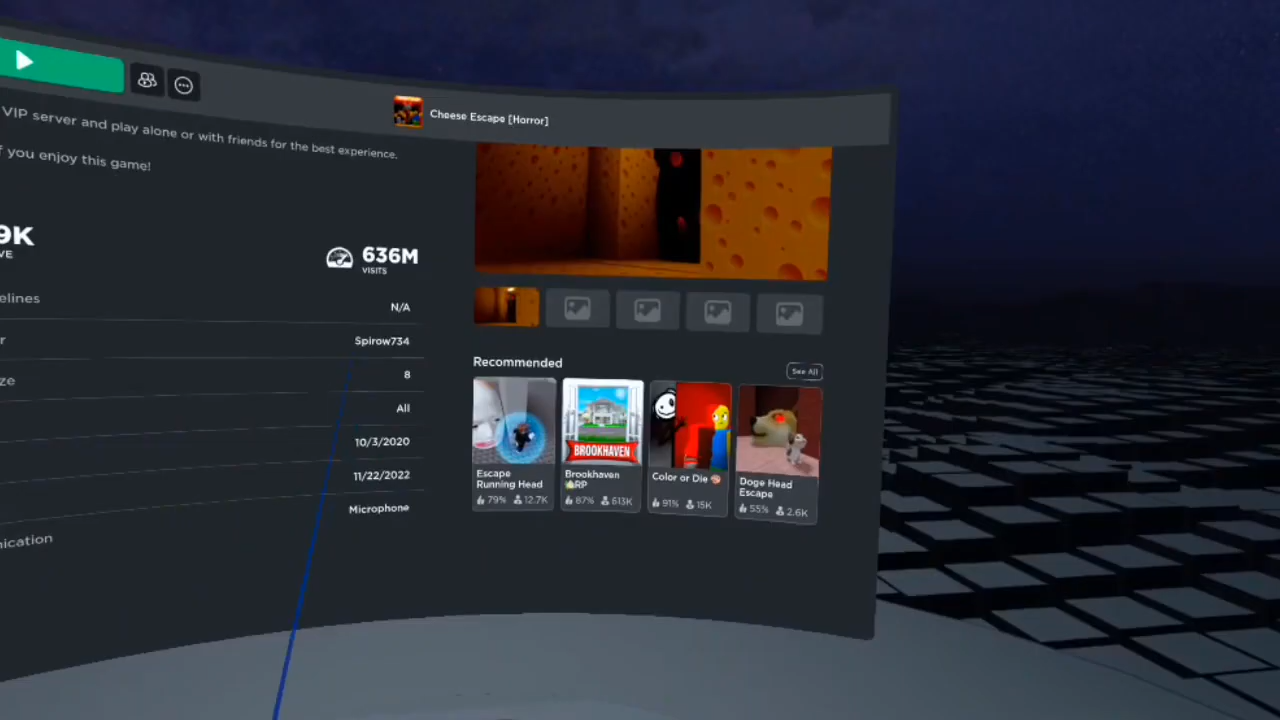 Cheese Escape [Horror]
VIP server and play alone or with friends for the best experience.
f you enjoy this game!
9K
VE
636M
VISITS
elines
N/A
r
Spirow734
ze
8
All
10/3/2020
11/22/2022
Microphone
nication
Recommended
See All
BROOKHAVEN
Escape
Running Head
79% 12.7K
Brookhaven
RP
87% 613K
Color or Die
91% 15K
Doge Head
Escape
55% 2.6K